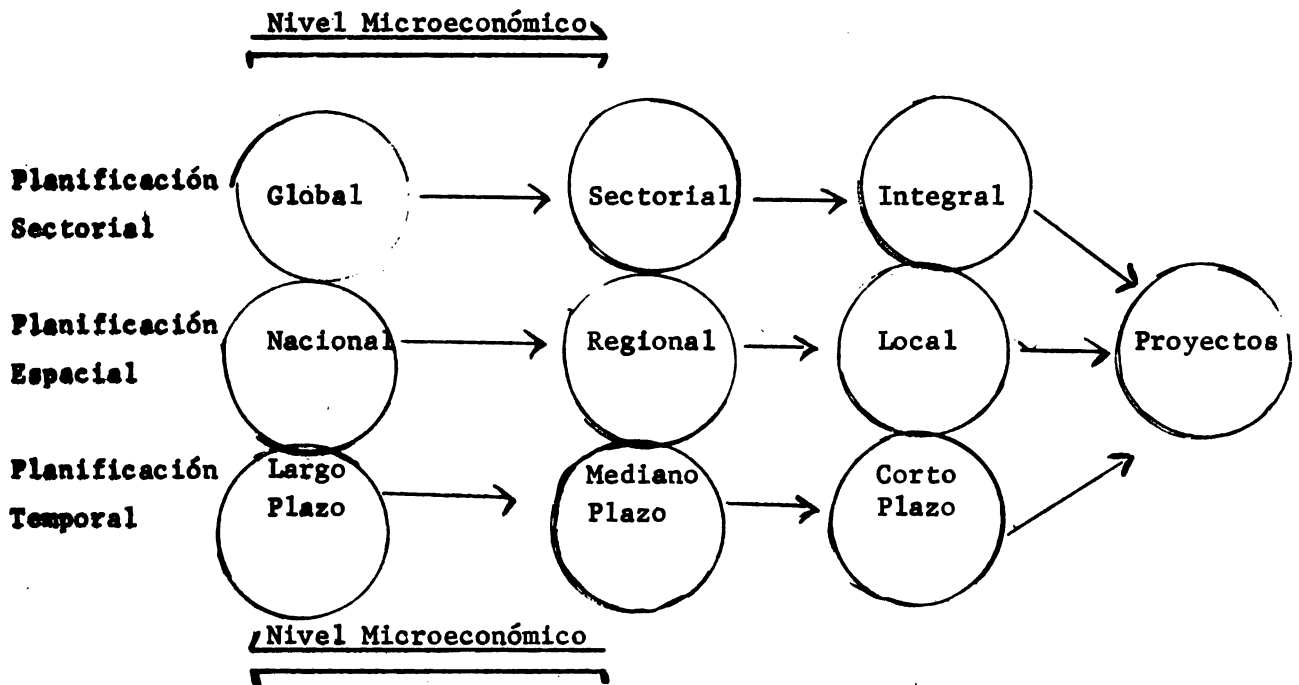 Nivel Microeconómico
Planificación
Sectorial
Global
Sectorial
Integral
Planificación
Espacial
Nacional
Regional
Local
Proyectos
Planificación
Temporal
Largo
Plazo
Mediano
Plazo
Corto
Plazo
Nivel Microeconómico